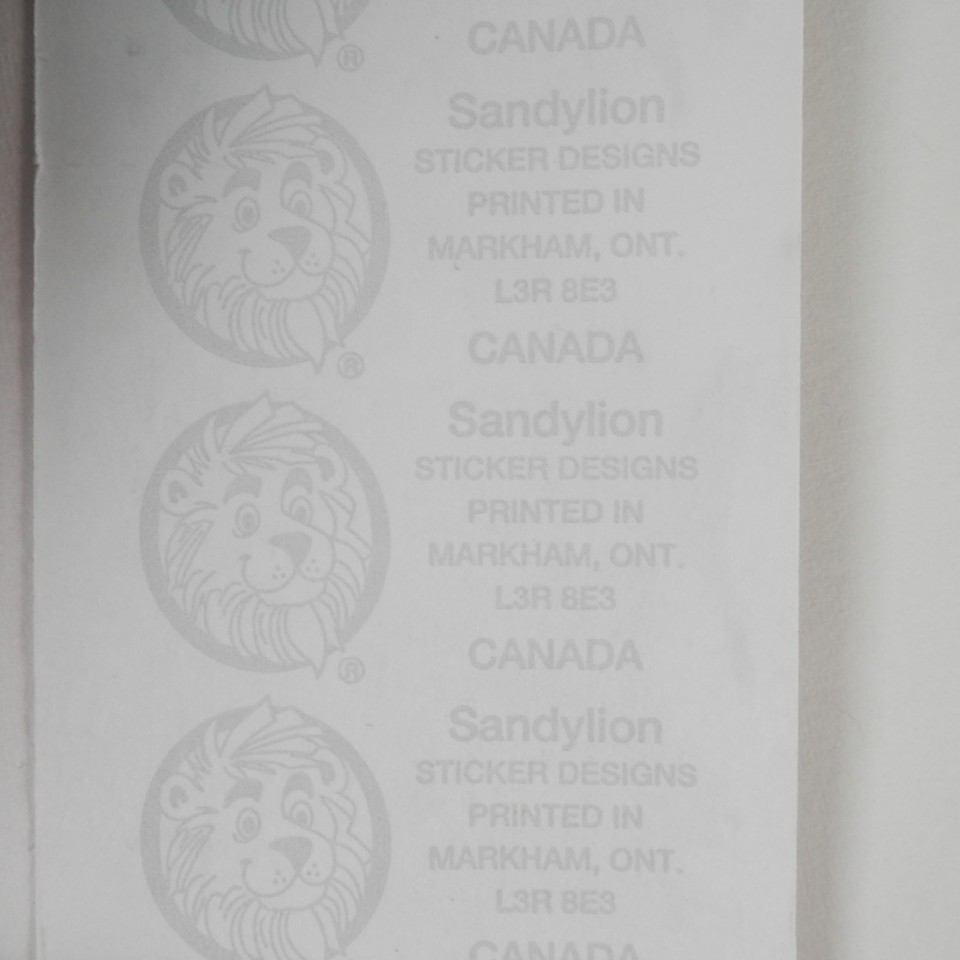 CANADA
®
Sandylion
STICKER DESIGNS
PRINTED IN
MARKHAM, ONT.
L3R 8E3
CANADA
®
Sandylion
STICKER DESIGNS
PRINTED IN
MARKHAM, ONT.
L3R 8E3
CANADA
®
Sandylion
STICKER DESIGNS
PRINTED IN
MARKHAM, ONT.
L3R 8E3
CANADA